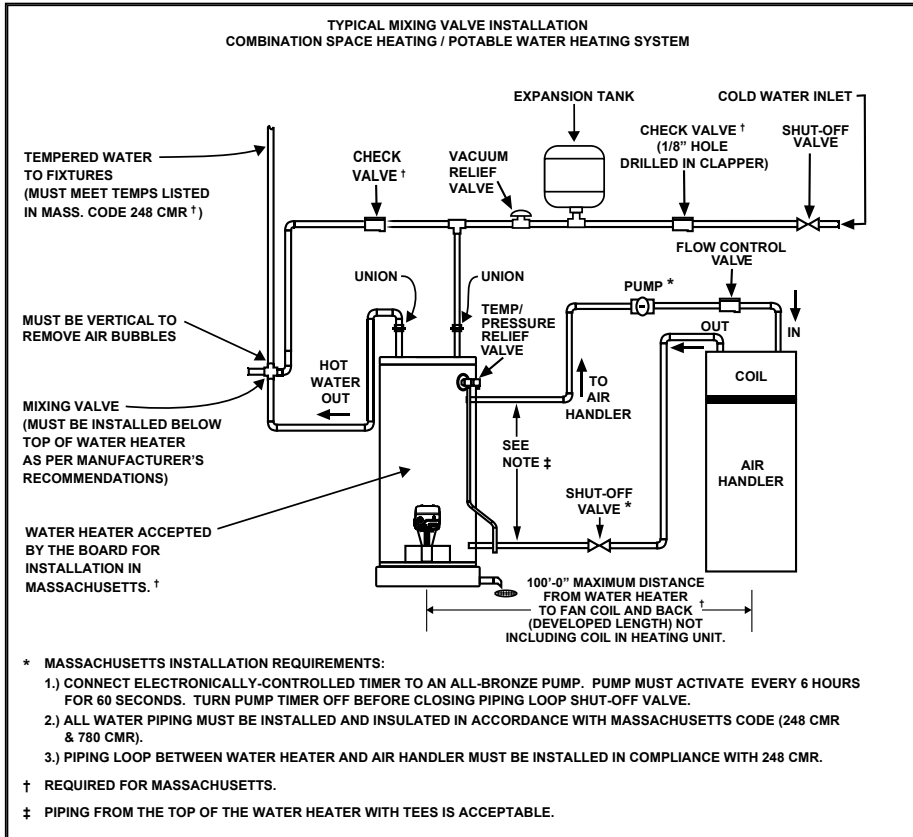 TYPICAL MIXING VALVE INSTALLATION
COMBINATION SPACE HEATING / POTABLE WATER HEATING SYSTEM
EXPANSION TANK
COLD WATER INLET
TEMPERED WATER
TO FIXTURES
(MUST MEET TEMPS LISTED
IN MASS. CODE 248 CMR †)
CHECK
VALVE †
VACUUM
RELIEF
VALVE
CHECK VALVE †
(1/8" HOLE
DRILLED IN CLAPPER)
SHUT-OFF
VALVE
FLOW CONTROL
VALVE
UNION
UNION
PUMP *
TEMP/
PRESSURE
RELIEF
VALVE
OUT
IN
MUST BE VERTICAL TO
REMOVE AIR BUBBLES
HOT
WATER
OUT
TO
AIR
HANDLER
COIL
MIXING VALVE
(MUST BE INSTALLED BELOW
TOP OF WATER HEATER
AS PER MANUFACTURER'S
RECOMMENDATIONS)
SEE
NOTE ‡
AIR
HANDLER
SHUT-OFF
VALVE *
WATER HEATER ACCEPTED
BY THE BOARD FOR
INSTALLATION IN
MASSACHUSETTS. †
100'-0" MAXIMUM DISTANCE
FROM WATER HEATER
TO FAN COIL AND BACK †
(DEVELOPED LENGTH) NOT
INCLUDING COIL IN HEATING UNIT.
* MASSACHUSETTS INSTALLATION REQUIREMENTS:
1.) CONNECT ELECTRONICALLY-CONTROLLED TIMER TO AN ALL-BRONZE PUMP. PUMP MUST ACTIVATE EVERY 6 HOURS
FOR 60 SECONDS. TURN PUMP TIMER OFF BEFORE CLOSING PIPING LOOP SHUT-OFF VALVE.
2.) ALL WATER PIPING MUST BE INSTALLED AND INSULATED IN ACCORDANCE WITH MASSACHUSETTS CODE (248 CMR
& 780 CMR).
3.) PIPING LOOP BETWEEN WATER HEATER AND AIR HANDLER MUST BE INSTALLED IN COMPLIANCE WITH 248 CMR.
† REQUIRED FOR MASSACHUSETTS.
‡ PIPING FROM THE TOP OF THE WATER HEATER WITH TEES IS ACCEPTABLE.